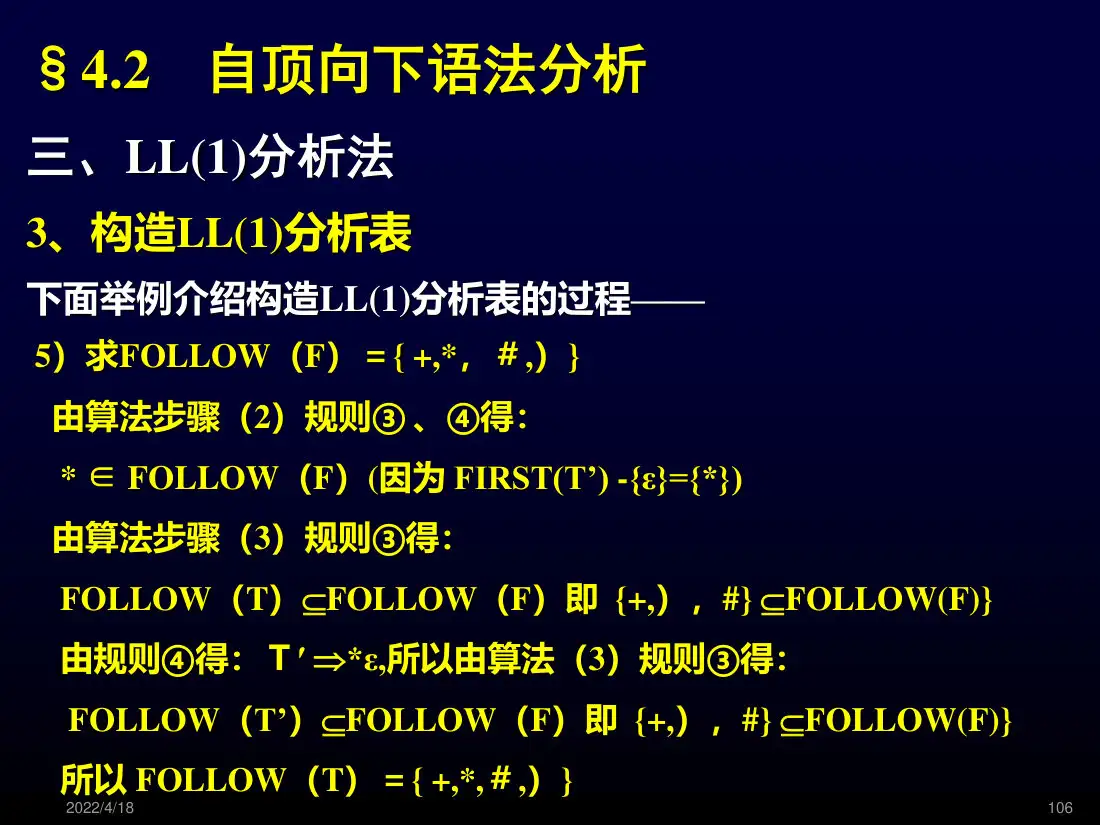 §4.2 自顶向下语法分析
三、LL(1)分析法
3、构造LL(1)分析表
下面举例介绍构造LL(1)分析表的过程——
5）求FOLLOW（F）＝{ +,*，＃,）}
由算法步骤（2）规则③、④得：
* ∈ FOLLOW（F）(因为 FIRST(T’) -{ε}={*})
由算法步骤（3）规则③得：
FOLLOW（T）⊆FOLLOW（F）即 {+,）, #} ⊆FOLLOW(F)}
由规则④得：T′⇒*ε,所以由算法（3）规则③得：
FOLLOW（T’）⊆FOLLOW（F）即 {+,）, #} ⊆FOLLOW(F)}
所以 FOLLOW（T）＝{ +,*,＃,）}
2022/4/18
106